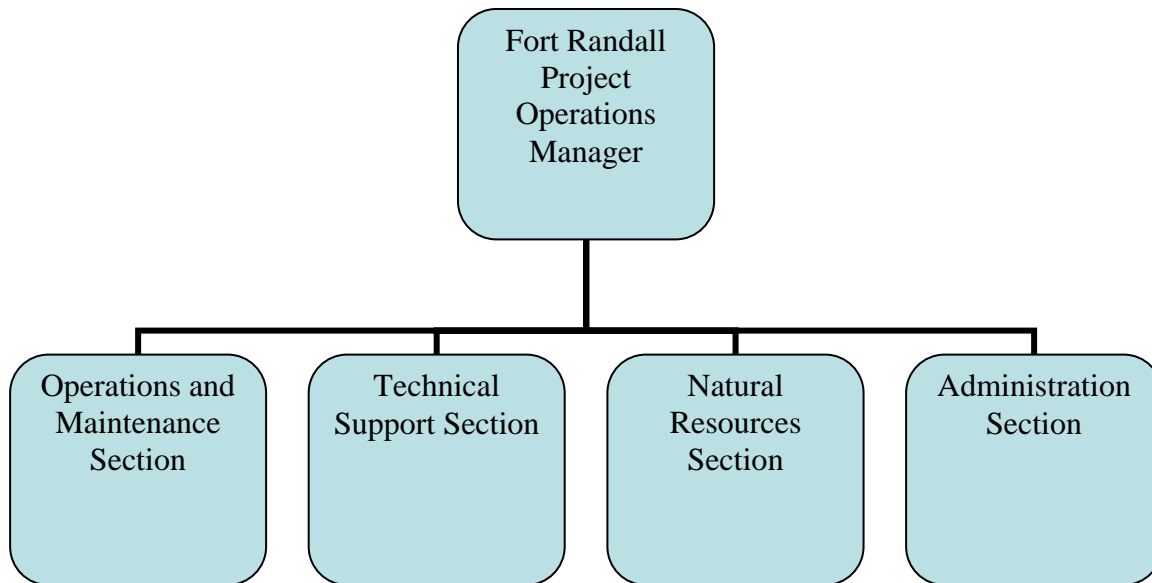 Fort Randall
Project
Operations
Manager
Operations and
Maintenance
Section
Technical
Support Section
Natural
Resources
Section
Administration
Section